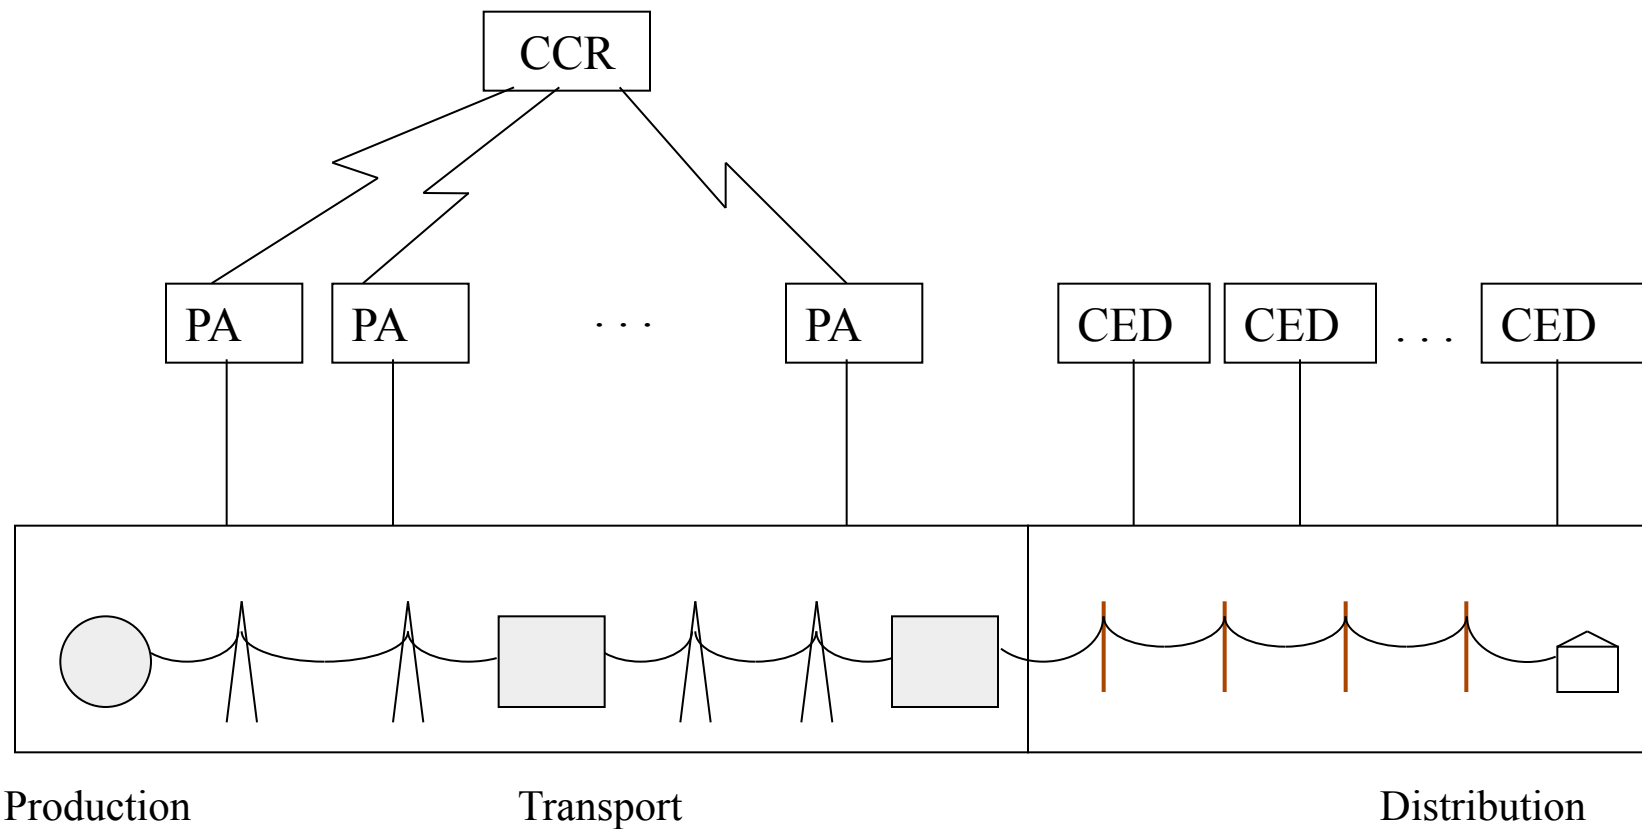 CCR
PA PA . . . PA CED CED . . . CED
Production Transport Distribution